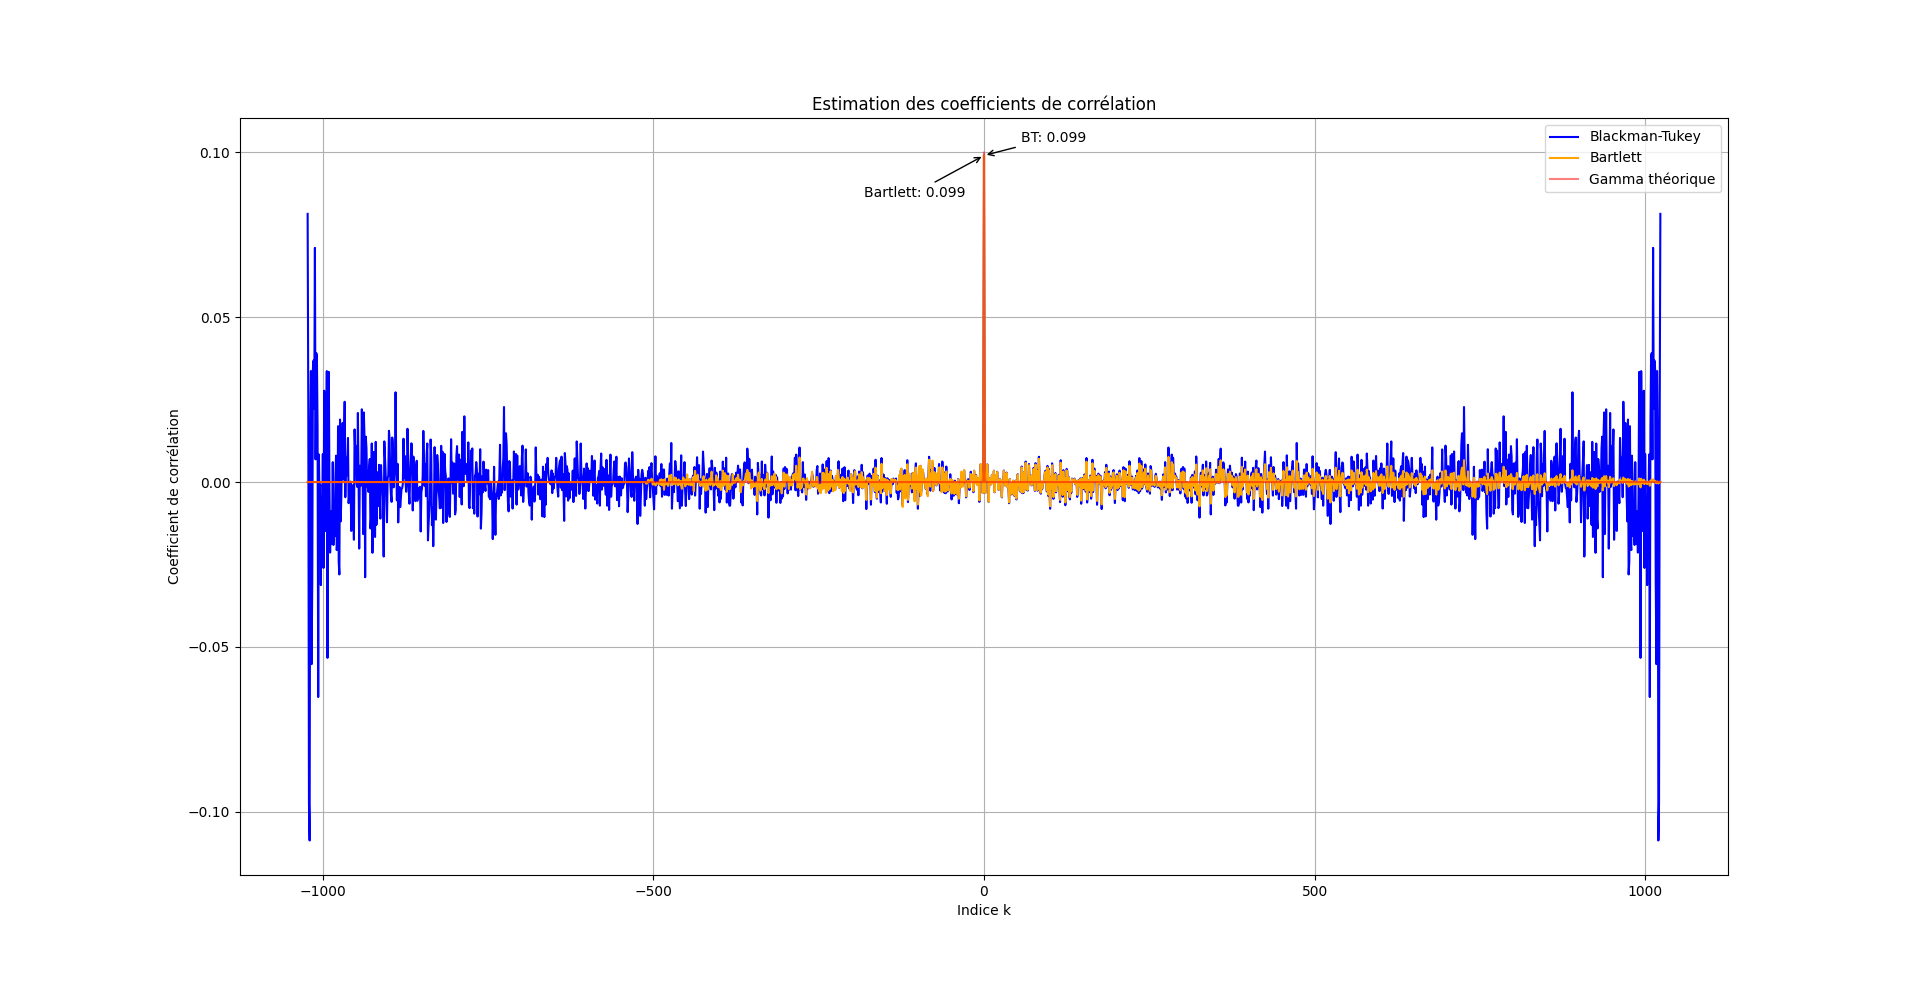 Estimation des coefficients de corrélation
BT: 0.099
Bartlett: 0.099
Blackman-Tukey
Bartlett
Gamma théorique
Coefficient de corrélation
0.10
0.05
0.00
−0.05
−0.10
−1000
−500
0
500
1000
Indice k